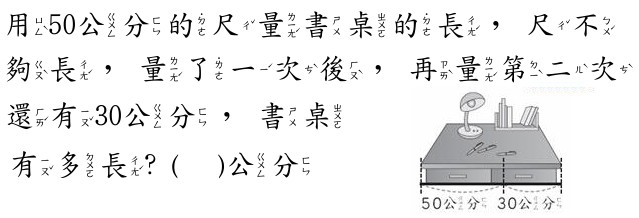 用50公分的尺量書桌的長，尺不
夠長，量了一次後，再量第二次
還有30公分，書桌
有多長?(　)公分
50公分 30公分